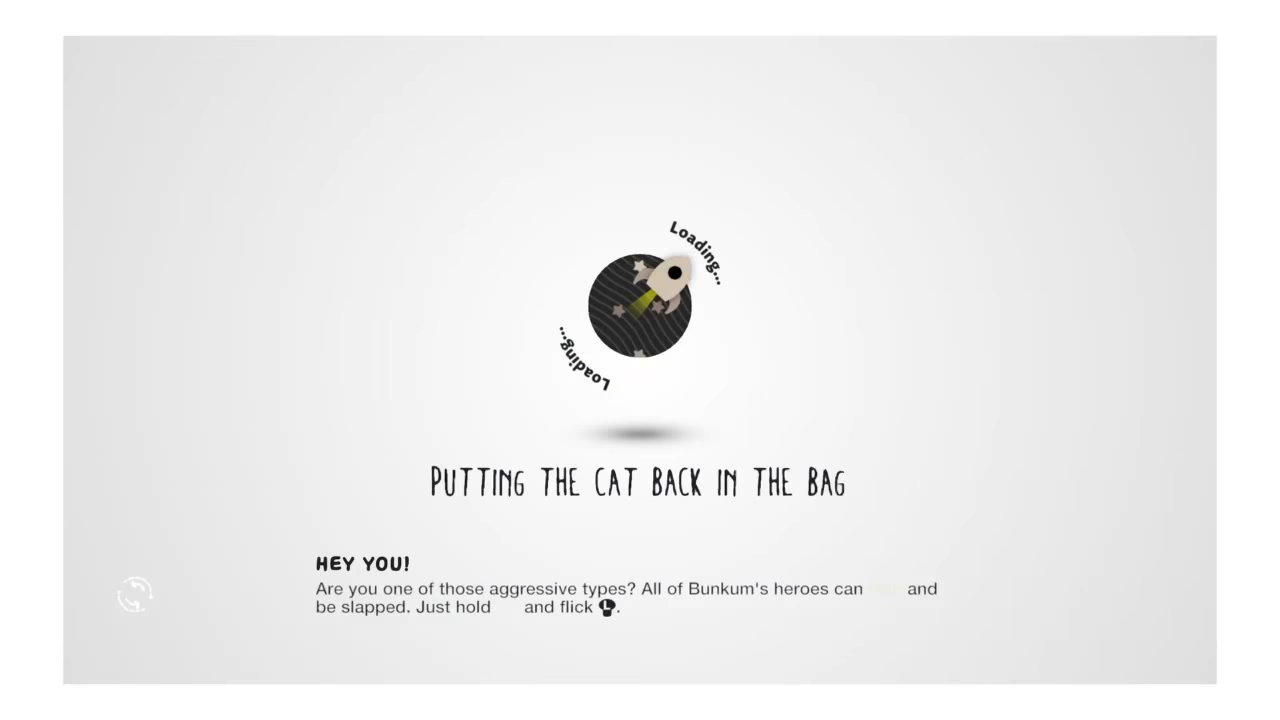 Loading...
Loading...
PUTTING THE CAT BACK IN THE BAG
HEY YOU!
Are you one of those aggressive types? All of Bunkum's heroes can and
be slapped. Just hold and flick L.